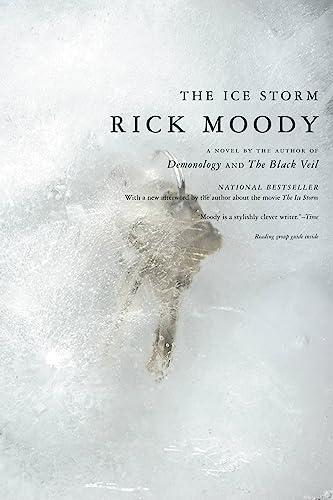 THE ICE STORM
RICK MOODY
A NOVEL BY THE AUTHOR OF
Demonology AND The Black Veil
NATIONAL BESTSELLER
With a new afterword by the author about the movie The Ice Storm
"Moody is a stylishly clever writer."–Time
Reading group guide inside